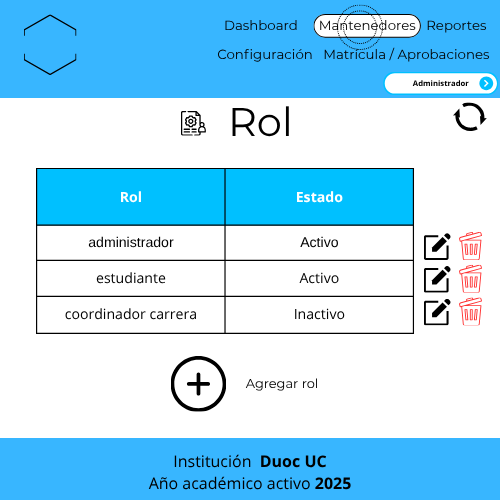 Dashboard Mantenedores Reportes
Configuración Matrícula / Aprobaciones
Administrador
Rol
Rol Estado
administrador Activo
estudiante Activo
coordinador carrera Inactivo
Agregar rol
Institución Duoc UC
Año académico activo 2025